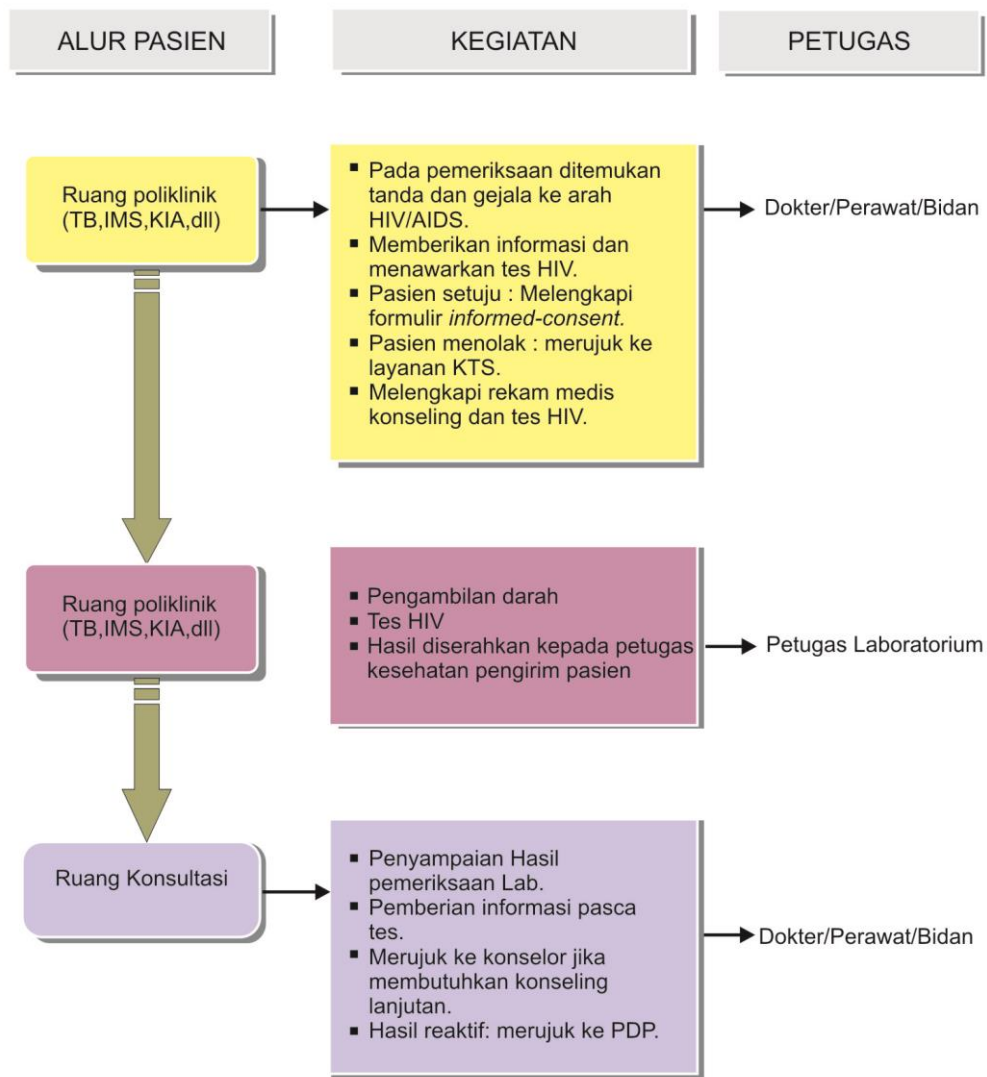 ALUR PASIEN
KEGIATAN
PETUGAS
Ruang poliklinik
(TB,IMS,KIA,dll)
▪ Pada pemeriksaan ditemukan
tanda dan gejala ke arah
HIV/AIDS.
▪ Memberikan informasi dan
menawarkan tes HIV.
▪ Pasien setuju : Melengkapi
formulir informed-consent.
▪ Pasien menolak : merujuk ke
layanan KTS.
▪ Melengkapi rekam medis
konseling dan tes HIV.
Dokter/Perawat/Bidan
Ruang poliklinik
(TB,IMS,KIA,dll)
▪ Pengambilan darah
▪ Tes HIV
▪ Hasil diserahkan kepada petugas
kesehatan pengirim pasien
Petugas Laboratorium
Ruang Konsultasi
▪ Penyampaian Hasil
pemeriksaan Lab.
▪ Pemberian informasi pasca
tes.
▪ Merujuk ke konselor jika
membutuhkan konseling
lanjutan.
▪ Hasil reaktif: merujuk ke PDP.
Dokter/Perawat/Bidan